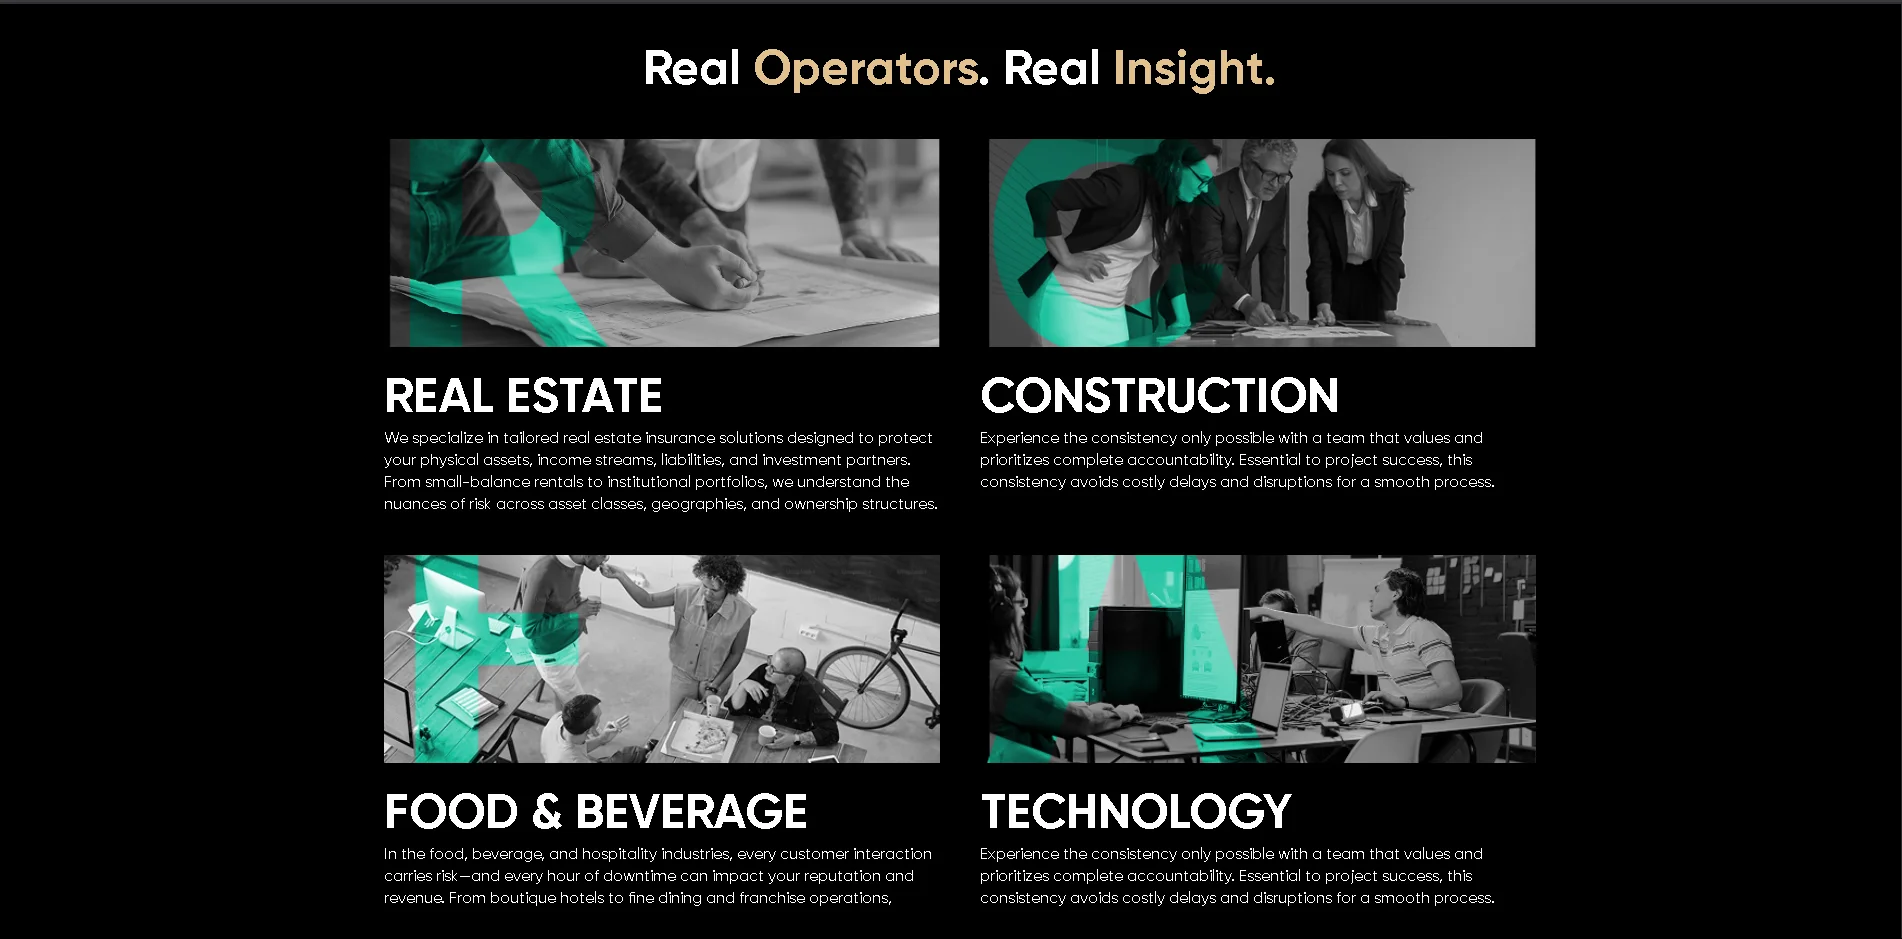 Real Operators. Real Insight.
REAL ESTATE
We specialize in tailored real estate insurance solutions designed to protect
your physical assets, income streams, liabilities, and investment partners.
From small-balance rentals to institutional portfolios, we understand the
nuances of risk across asset classes, geographies, and ownership structures.
CONSTRUCTION
Experience the consistency only possible with a team that values and
prioritizes complete accountability. Essential to project success, this
consistency avoids costly delays and disruptions for a smooth process.
FOOD & BEVERAGE
In the food, beverage, and hospitality industries, every customer interaction
carries risk—and every hour of downtime can impact your reputation and
revenue. From boutique hotels to fine dining and franchise operations,
TECHNOLOGY
Experience the consistency only possible with a team that values and
prioritizes complete accountability. Essential to project success, this
consistency avoids costly delays and disruptions for a smooth process.